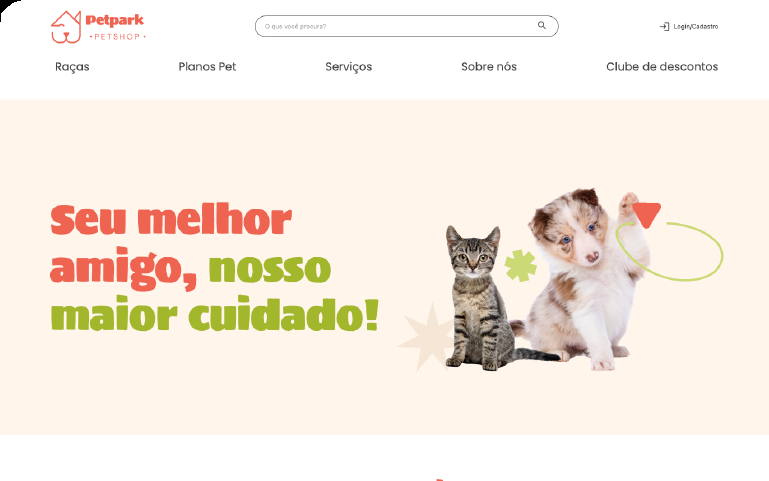 Petpark
• PETSHOP •
O que você procura?
Login/Cadastro
Raças
Planos Pet
Serviços
Sobre nós
Clube de descontos
Seu melhor
amigo, nosso
maior cuidado!